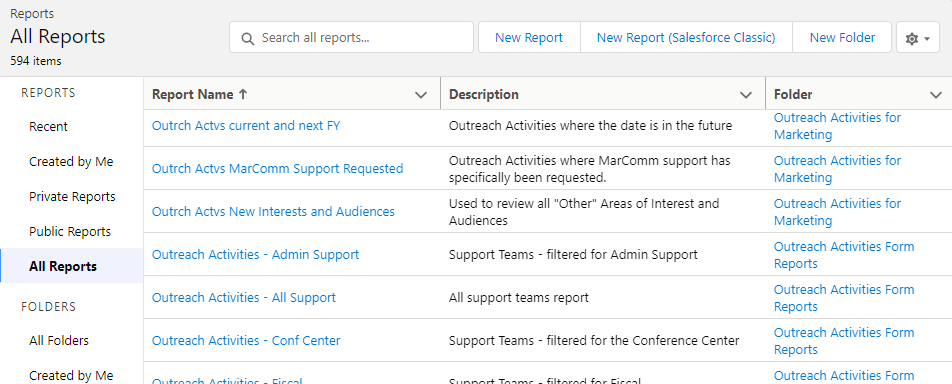 Reports
All Reports
594 items
Search all reports...
New Report
New Report (Salesforce Classic)
New Folder
REPORTS
Recent
Created by Me
Private Reports
Public Reports
All Reports
FOLDERS
All Folders
Created by Me
Report Name ↑
Description
Folder
Outrch Actvs current and next FY
Outreach Activities where the date is in the future
Outreach Activities for
Marketing
Outrch Actvs MarComm Support Requested
Outreach Activities where MarComm support has
specifically been requested.
Outreach Activities for
Marketing
Outrch Actvs New Interests and Audiences
Used to review all "Other" Areas of Interest and
Audiences
Outreach Activities for
Marketing
Outreach Activities - Admin Support
Support Teams - filtered for Admin Support
Outreach Activities Form
Reports
Outreach Activities - All Support
All support teams report
Outreach Activities Form
Reports
Outreach Activities - Conf Center
Support Teams - filtered for the Conference Center
Outreach Activities Form
Reports
Outreach Activities - Fiscal
Support Teams - filtered for Fiscal
Outreach Activities Form